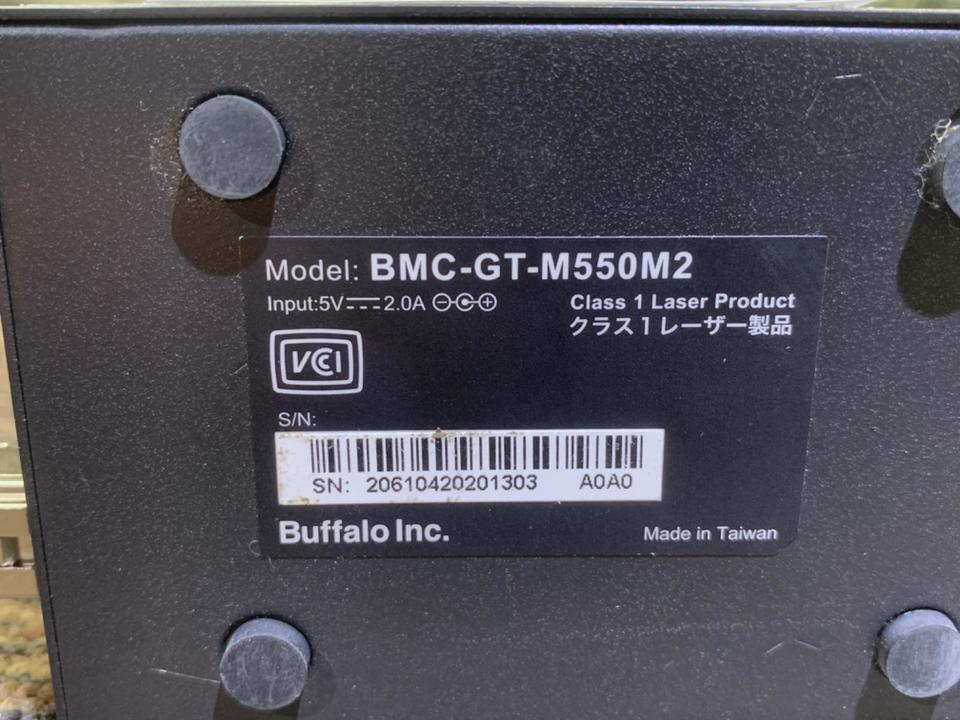 Model: BMC-GT-M550M2
Input:5V⎓2.0A
Class 1 Laser Product
クラス1レーザー製品
VCCI
S/N:
SN: 20610420201303 A0A0
Buffalo Inc.
Made in Taiwan